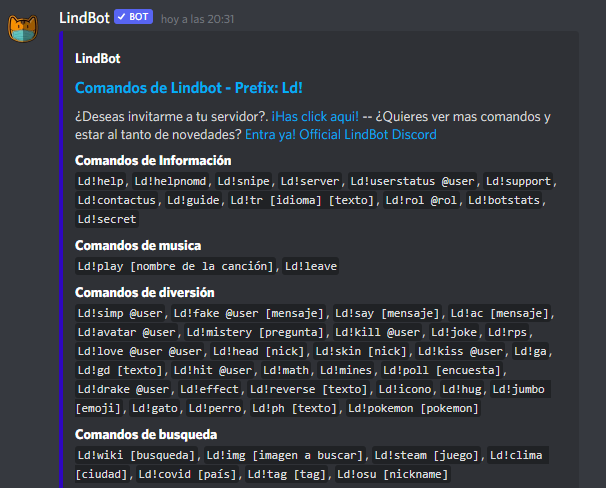 LindBot ✓ BOT hoy a las 20:31
LindBot
Comandos de Lindbot - Prefix: Ld!
¿Deseas invitarme a tu servidor?. ¡Has click aquí! -- ¿Quieres ver mas comandos y
estar al tanto de novedades? Entra ya! Official LindBot Discord
Comandos de Información
Ld!help, Ld!helpnomd, Ld!snipe, Ld!server, Ld!userstatus @user, Ld!support,
Ld!contactus, Ld!guide, Ld!tr [idioma] [texto], Ld!rol @rol, Ld!botstats,
Ld!secret
Comandos de musica
Ld!play [nombre de la canción], Ld!leave
Comandos de diversión
Ld!simp @user, Ld!fake @user [mensaje], Ld!say [mensaje], Ld!ac [mensaje],
Ld!avatar @user, Ld!mistery [pregunta], Ld!kill @user, Ld!joke, Ld!rps,
Ld!love @user @user, Ld!head [nick], Ld!skin [nick], Ld!kiss @user, Ld!ga,
Ld!gd [texto], Ld!hit @user, Ld!math, Ld!mines, Ld!poll [encuesta],
Ld!drake @user, Ld!effect, Ld!reverse [texto], Ld!icono, Ld!hug, Ld!jumbo
[emoji], Ld!gato, Ld!perro, Ld!ph [texto], Ld!pokemon [pokemon]
Comandos de busqueda
Ld!wiki [busqueda], Ld!img [imagen a buscar], Ld!steam [juego], Ld!clima
[ciudad], Ld!covid [país], Ld!tag [tag], Ld!osu [nickname]